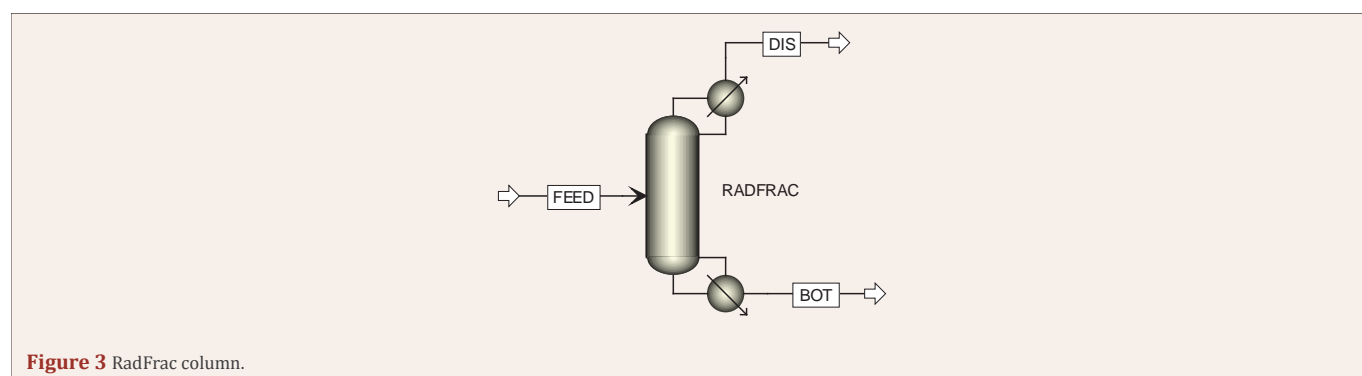 DIS
FEED
RADFRAC
BOT
Figure 3 RadFrac column.